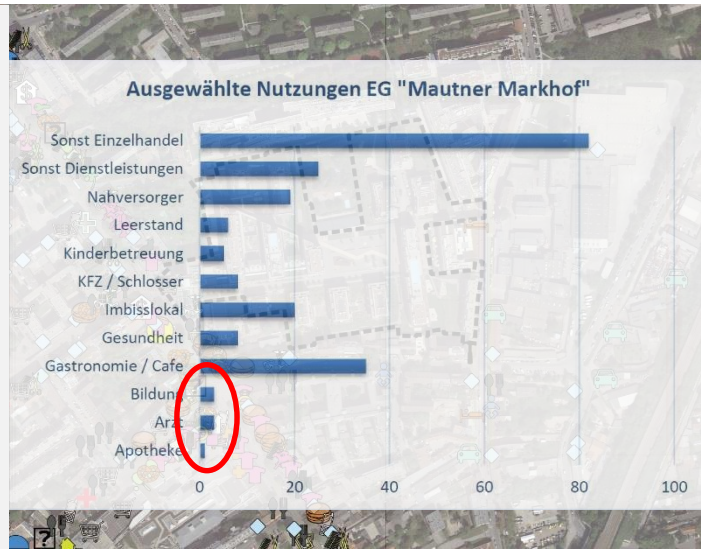 Ausgewählte Nutzungen EG "Mautner Markhof"
Sonst Einzelhandel
Sonst Dienstleistungen
Nahversorger
Leerstand
Kinderbetreuung
KFZ / Schlosser
Imbisslokal
Gesundheit
Gastronomie / Cafe
Bildung
Arzt
Apotheke
0 20 40 60 80 100
?